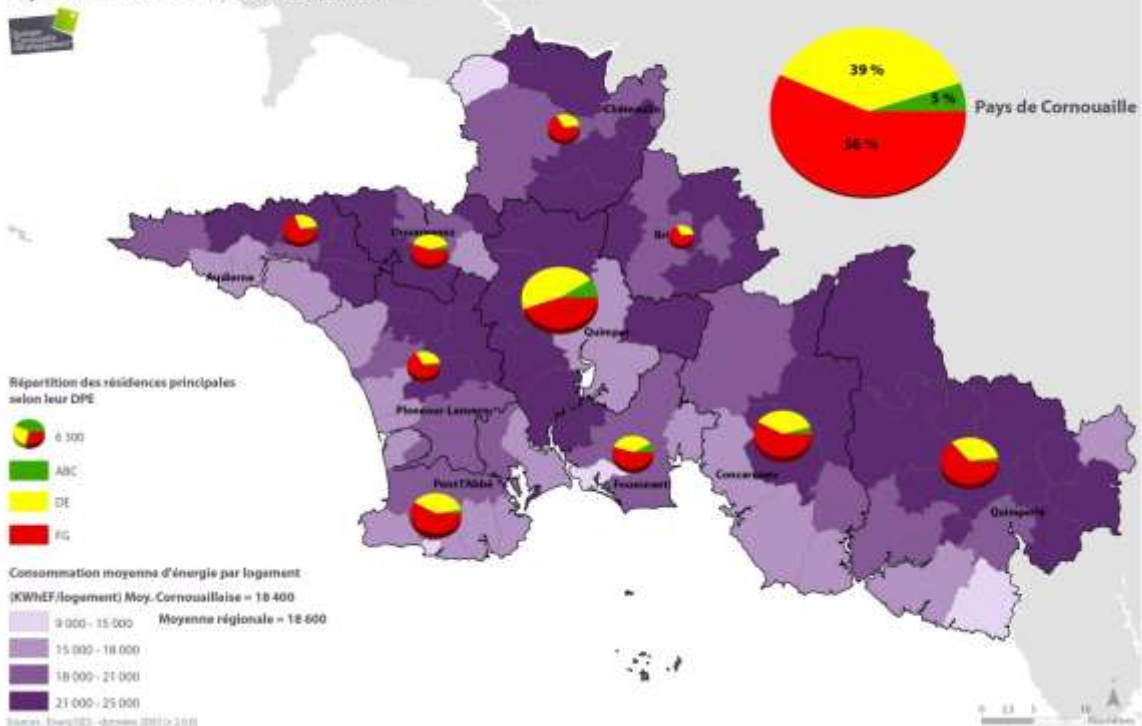 39 %
5 %
Pays de Cornouaille
56 %
Châteaulin
Douarnenez
Audierne
Quimper
Pont l'Abbé
Fouesnant
Concarneau
Quimperlé
Répartition des résidences principales
selon leur DPE
6 300
ABC
DE
FG
Consommation moyenne d'énergie par logement
(KWhEF/logement) Moy. Cornouaillaise = 18 400
9 000 - 15 000 Moyenne régionale = 18 600
15 000 - 18 000
18 000 - 21 000
21 000 - 25 000